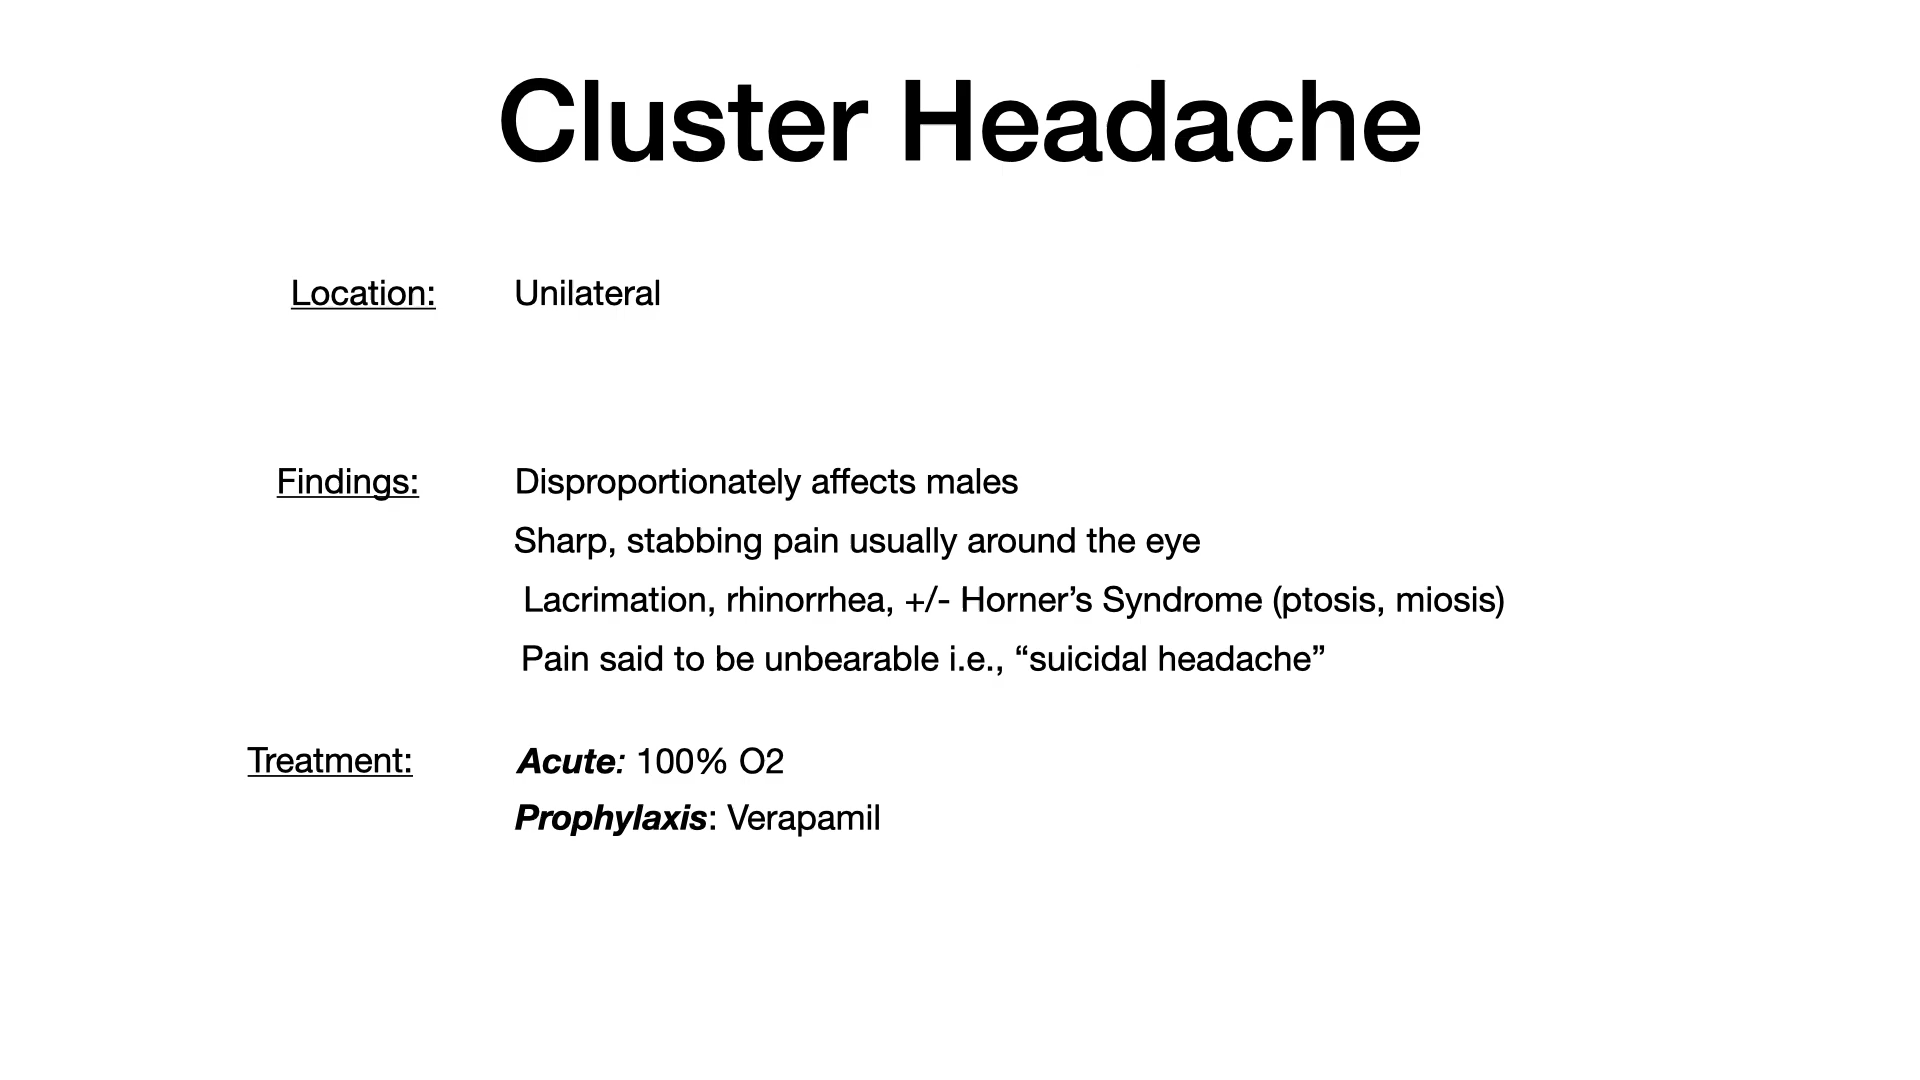 Cluster Headache
Location: Unilateral
Findings: Disproportionately affects males
Sharp, stabbing pain usually around the eye
Lacrimation, rhinorrhea, +/- Horner’s Syndrome (ptosis, miosis)
Pain said to be unbearable i.e., “suicidal headache”
Treatment: Acute: 100% O2
Prophylaxis: Verapamil